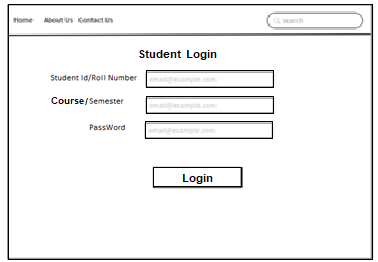 Home About Us Contact Us search
Student Login
Student Id/Roll Number email@example.com
Course/Semester email@example.com
PassWord email@example.com
Login